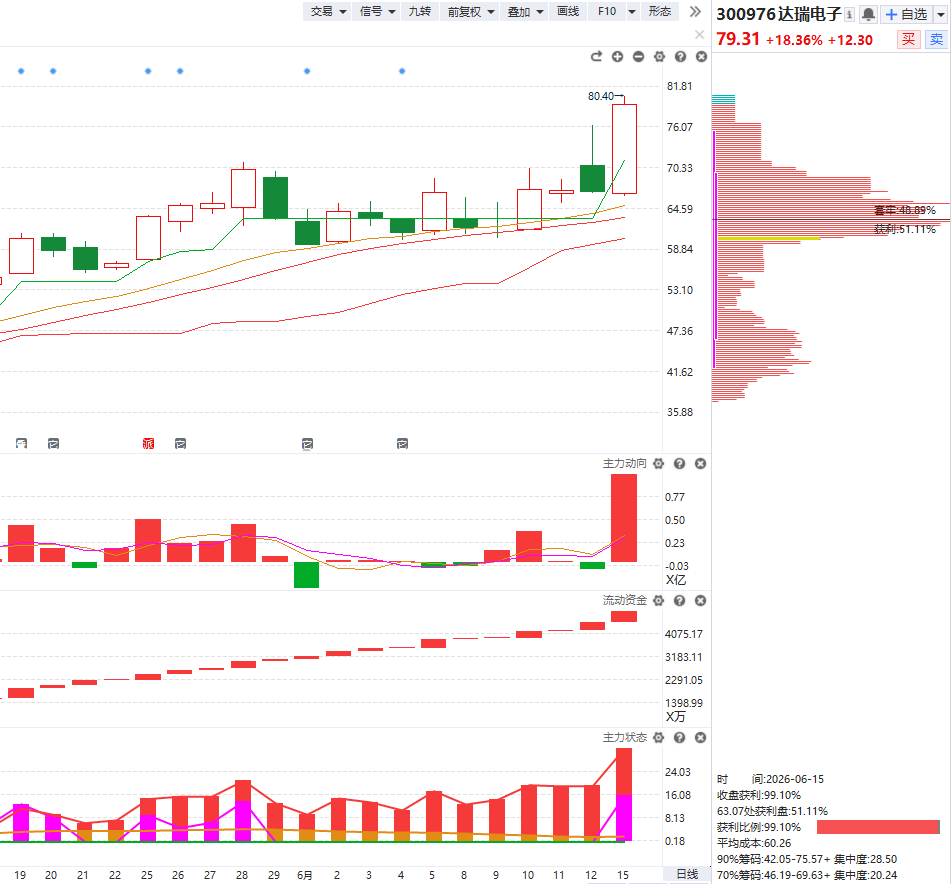 交易 信号 九转 前复权 叠加 画线 F10 形态
300976 达瑞电子 自选
79.31 +18.36% +12.30 买 卖
80.40
81.81
76.07
70.33
64.59
58.84
53.10
47.36
41.62
35.88
套牢:48.89%
获利:51.11%
派
主力动向
0.77
0.50
0.23
-0.03
X亿
流动资金
4075.17
3183.11
2291.05
1398.99
X万
主力状态
24.03
16.08
8.13
0.18
19 20 21 22 25 26 27 28 29 6月 2 3 4 5 8 9 10 11 12 15 日线
时 间:2026-06-15
收盘获利:99.10%
63.07处获利盘:51.11%
获利比例:99.10%
平均成本:60.26
90%筹码:42.05-75.57+ 集中度:28.50
70%筹码:46.19-69.63+ 集中度:20.24